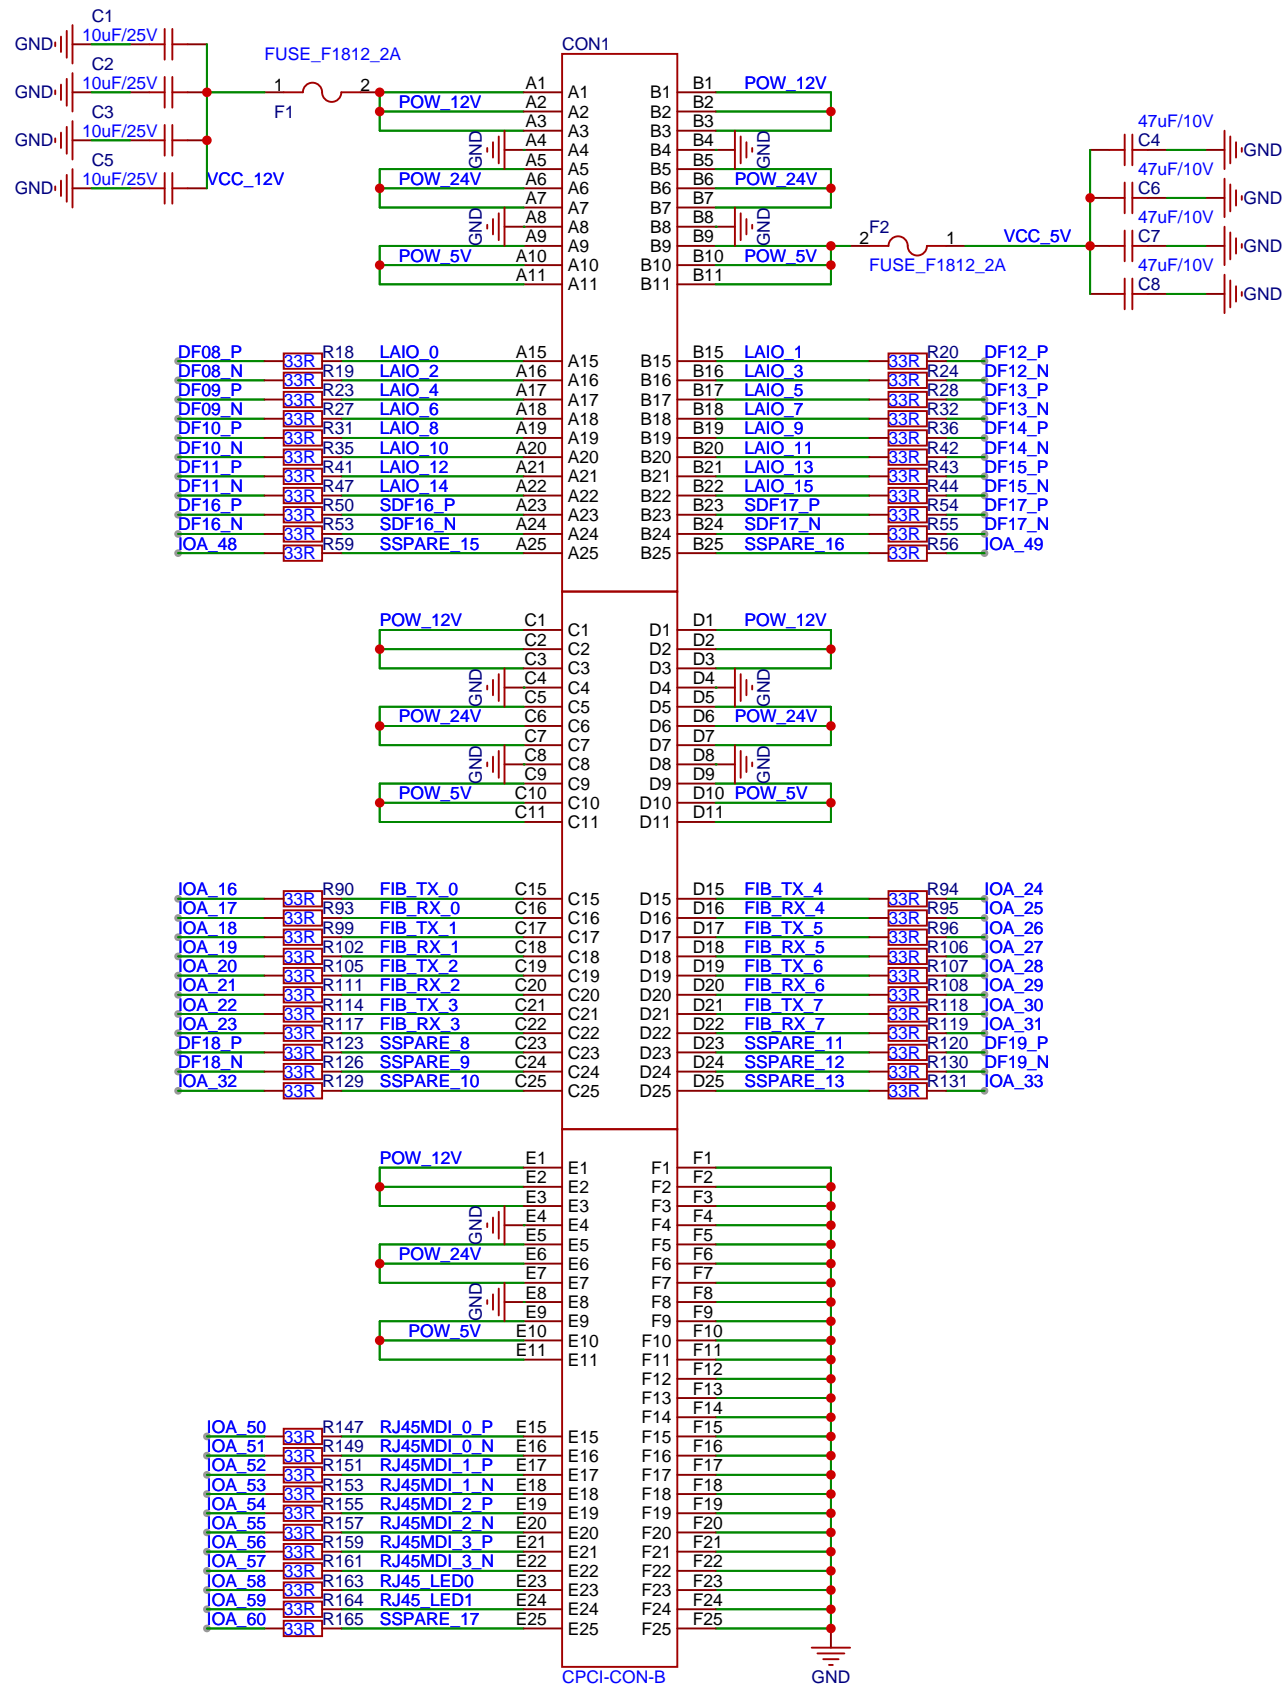 C1
GND 10uF/25V
C2
GND 10uF/25V
C3
GND 10uF/25V
C5
GND 10uF/25V
VCC_12V
FUSE_F1812_2A
1 2
F1
CON1
A1 A1 B1 B1 POW_12V
POW_12V A2 A2 B2 B2
A3 A3 B3 B3
GND A4 A4 B4 B4 GND
A5 A5 B5 B5
POW_24V A6 A6 B6 B6 POW_24V
A7 A7 B7 B7
GND A8 A8 B8 B8 GND
A9 A9 B9 B9
POW_5V A10 A10 B10 B10 POW_5V
A11 A11 B11 B11
F2
2 1
FUSE_F1812_2A
VCC_5V
47uF/10V
C4 GND
47uF/10V
C6 GND
47uF/10V
C7 GND
47uF/10V
C8 GND
DF08_P 33R R18 LAIO_0 A15 A15 B15 B15 LAIO_1 33R R20 DF12_P
DF08_N 33R R19 LAIO_2 A16 A16 B16 B16 LAIO_3 33R R24 DF12_N
DF09_P 33R R23 LAIO_4 A17 A17 B17 B17 LAIO_5 33R R28 DF13_P
DF09_N 33R R27 LAIO_6 A18 A18 B18 B18 LAIO_7 33R R32 DF13_N
DF10_P 33R R31 LAIO_8 A19 A19 B19 B19 LAIO_9 33R R36 DF14_P
DF10_N 33R R35 LAIO_10 A20 A20 B20 B20 LAIO_11 33R R42 DF14_N
DF11_P 33R R41 LAIO_12 A21 A21 B21 B21 LAIO_13 33R R43 DF15_P
DF11_N 33R R47 LAIO_14 A22 A22 B22 B22 LAIO_15 33R R44 DF15_N
DF16_P 33R R50 SDF16_P A23 A23 B23 B23 SDF17_P 33R R54 DF17_P
DF16_N 33R R53 SDF16_N A24 A24 B24 B24 SDF17_N 33R R55 DF17_N
IOA_48 33R R59 SSPARE_15 A25 A25 B25 B25 SSPARE_16 33R R56 IOA_49
POW_12V C1 C1 D1 D1 POW_12V
C2 C2 D2 D2
C3 C3 D3 D3
GND C4 C4 D4 D4 GND
C5 C5 D5 D5
POW_24V C6 C6 D6 D6 POW_24V
C7 C7 D7 D7
GND C8 C8 D8 D8 GND
C9 C9 D9 D9
POW_5V C10 C10 D10 D10 POW_5V
C11 C11 D11 D11
IOA_16 33R R90 FIB_TX_0 C15 C15 D15 D15 FIB_TX_4 33R R94 IOA_24
IOA_17 33R R93 FIB_RX_0 C16 C16 D16 D16 FIB_RX_4 33R R95 IOA_25
IOA_18 33R R99 FIB_TX_1 C17 C17 D17 D17 FIB_TX_5 33R R96 IOA_26
IOA_19 33R R102 FIB_RX_1 C18 C18 D18 D18 FIB_RX_5 33R R106 IOA_27
IOA_20 33R R105 FIB_TX_2 C19 C19 D19 D19 FIB_TX_6 33R R107 IOA_28
IOA_21 33R R111 FIB_RX_2 C20 C20 D20 D20 FIB_RX_6 33R R108 IOA_29
IOA_22 33R R114 FIB_TX_3 C21 C21 D21 D21 FIB_TX_7 33R R118 IOA_30
IOA_23 33R R117 FIB_RX_3 C22 C22 D22 D22 FIB_RX_7 33R R119 IOA_31
DF18_P 33R R123 SSPARE_8 C23 C23 D23 D23 SSPARE_11 33R R120 DF19_P
DF18_N 33R R126 SSPARE_9 C24 C24 D24 D24 SSPARE_12 33R R130 DF19_N
IOA_32 33R R129 SSPARE_10 C25 C25 D25 D25 SSPARE_13 33R R131 IOA_33
POW_12V E1 E1 F1 F1
E2 E2 F2 F2
E3 E3 F3 F3
GND E4 E4 F4 F4
E5 E5 F5 F5
POW_24V E6 E6 F6 F6
E7 E7 F7 F7
GND E8 E8 F8 F8
E9 E9 F9 F9
POW_5V E10 E10 F10 F10
E11 E11 F11 F11
F12 F12
F13 F13
F14 F14
IOA_50 33R R147 RJ45MDI_0_P E15 E15 F15 F15
IOA_51 33R R149 RJ45MDI_0_N E16 E16 F16 F16
IOA_52 33R R151 RJ45MDI_1_P E17 E17 F17 F17
IOA_53 33R R153 RJ45MDI_1_N E18 E18 F18 F18
IOA_54 33R R155 RJ45MDI_2_P E19 E19 F19 F19
IOA_55 33R R157 RJ45MDI_2_N E20 E20 F20 F20
IOA_56 33R R159 RJ45MDI_3_P E21 E21 F21 F21
IOA_57 33R R161 RJ45MDI_3_N E22 E22 F22 F22
IOA_58 33R R163 RJ45_LED0 E23 E23 F23 F23
IOA_59 33R R164 RJ45_LED1 E24 E24 F24 F24
IOA_60 33R R165 SSPARE_17 E25 E25 F25 F25
CPCI-CON-B
GND